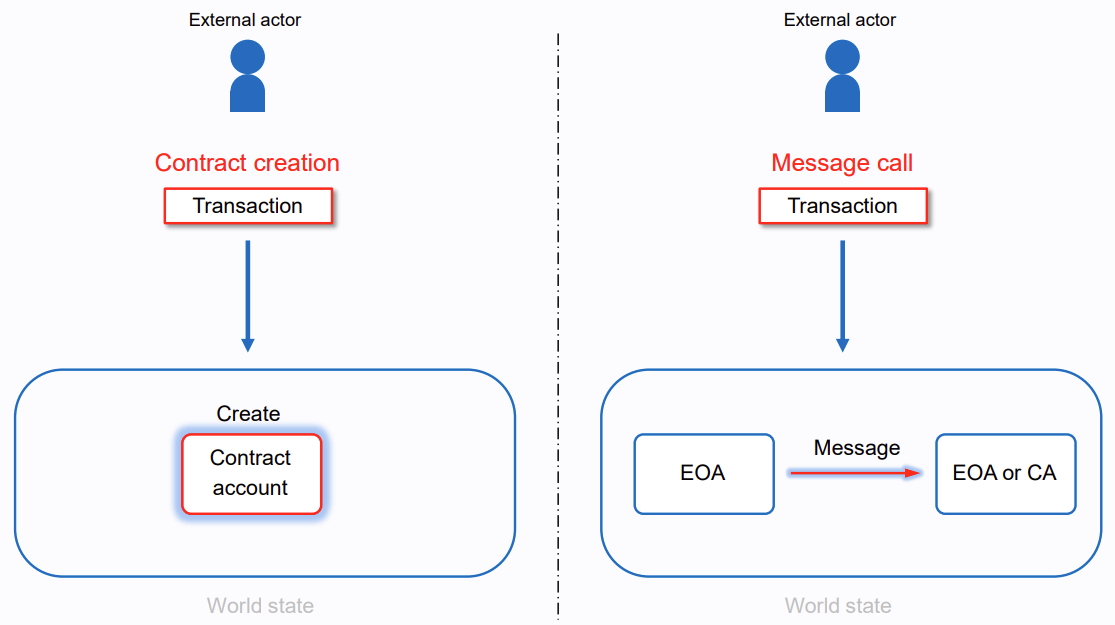 External actor
Contract creation
Transaction
Create
Contract
account
World state
External actor
Message call
Transaction
EOA
Message
EOA or CA
World state